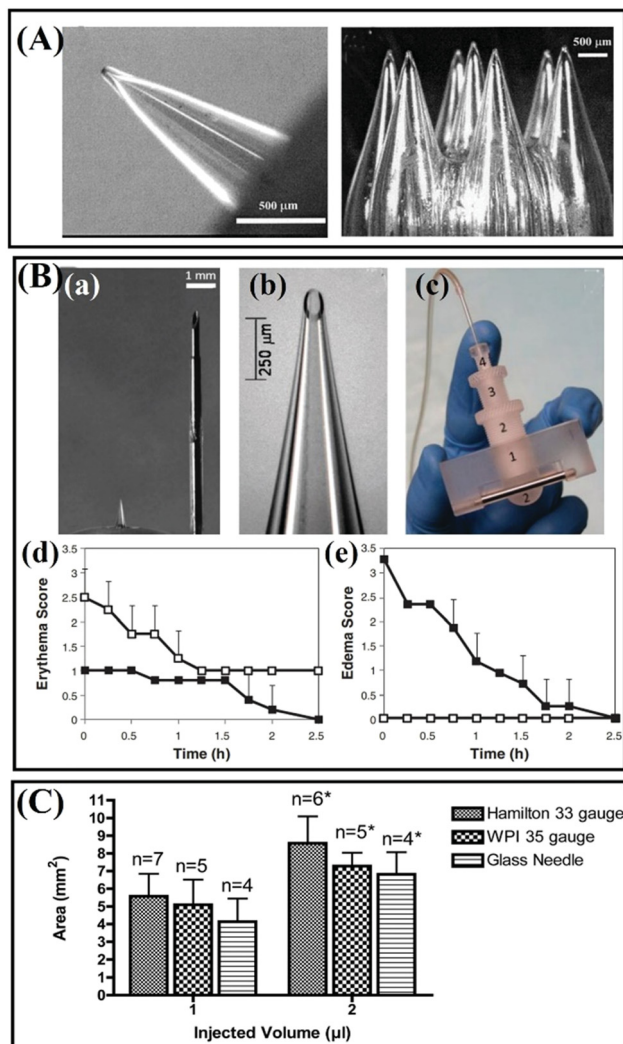 (A)
500 μm
500 μm
(B)
(a)
1 mm
(b)
250 μm
(c)
4
3
2
1
2
(d)
3.5
3
2.5
2
1.5
1
0.5
0
Erythema Score
0
0.5
1
1.5
2
2.5
Time (h)
(e)
3.5
3
2.5
2
1.5
1
0.5
0
Edema Score
0
0.5
1
1.5
2
2.5
Time (h)
(C)
11
10
9
8
7
6
5
4
3
2
1
0
Area (mm²)
n=7
n=5
n=4
n=6*
n=5*
n=4*
1
2
Injected Volume (μl)
Hamilton 33 gauge
WPI 35 gauge
Glass Needle